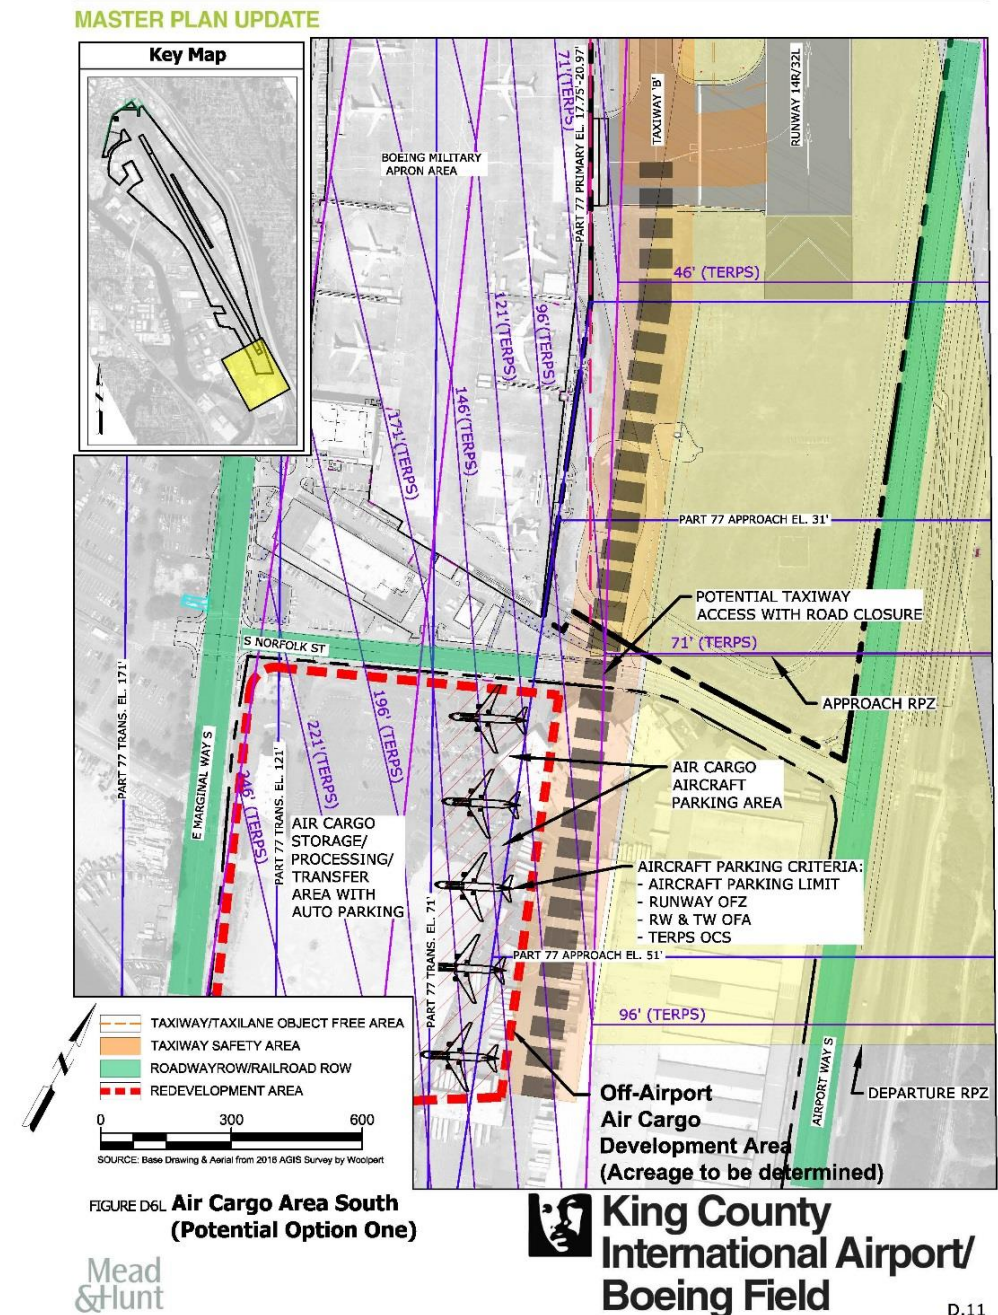 MASTER PLAN UPDATE
Key Map
71'(TERPS)
PART 77 PRIMARY EL. 17.75'-20.97'
TAXIWAY 'B'
RUNWAY 14R/32L
BOEING MILITARY
APRON AREA
46' (TERPS)
121'(TERPS)
96'(TERPS)
146'(TERPS)
171'(TERPS)
PART 77 APPROACH EL. 31'
POTENTIAL TAXIWAY
ACCESS WITH ROAD CLOSURE
71' (TERPS)
S NORFOLK ST
APPROACH RPZ
PART 77 TRANS. EL. 171'
E MARGINAL WAY S
246' (TERPS)
PART 77 TRANS. EL. 121'
221'(TERPS)
196' (TERPS)
AIR CARGO
AIRCRAFT
PARKING AREA
AIR CARGO
STORAGE/
PROCESSING/
TRANSFER
AREA WITH
AUTO PARKING
AIRCRAFT PARKING CRITERIA:
- AIRCRAFT PARKING LIMIT
- RUNWAY OFZ
- RW & TW OFA
- TERPS OCS
PART 77 TRANS. EL. 71'
PART 77 APPROACH EL. 51'
96' (TERPS)
AIRPORT WAY S
DEPARTURE RPZ
Off-Airport
Air Cargo
Development Area
(Acreage to be determined)
TAXIWAY/TAXILANE OBJECT FREE AREA
TAXIWAY SAFETY AREA
ROADWAYROW/RAILROAD ROW
REDEVELOPMENT AREA
0 300 600
SOURCE: Base Drawing & Aerial from 2016 AGIS Survey by Woolpert
FIGURE D6L Air Cargo Area South
(Potential Option One)
King County
International Airport/
Boeing Field
Mead
&Hunt
D.11